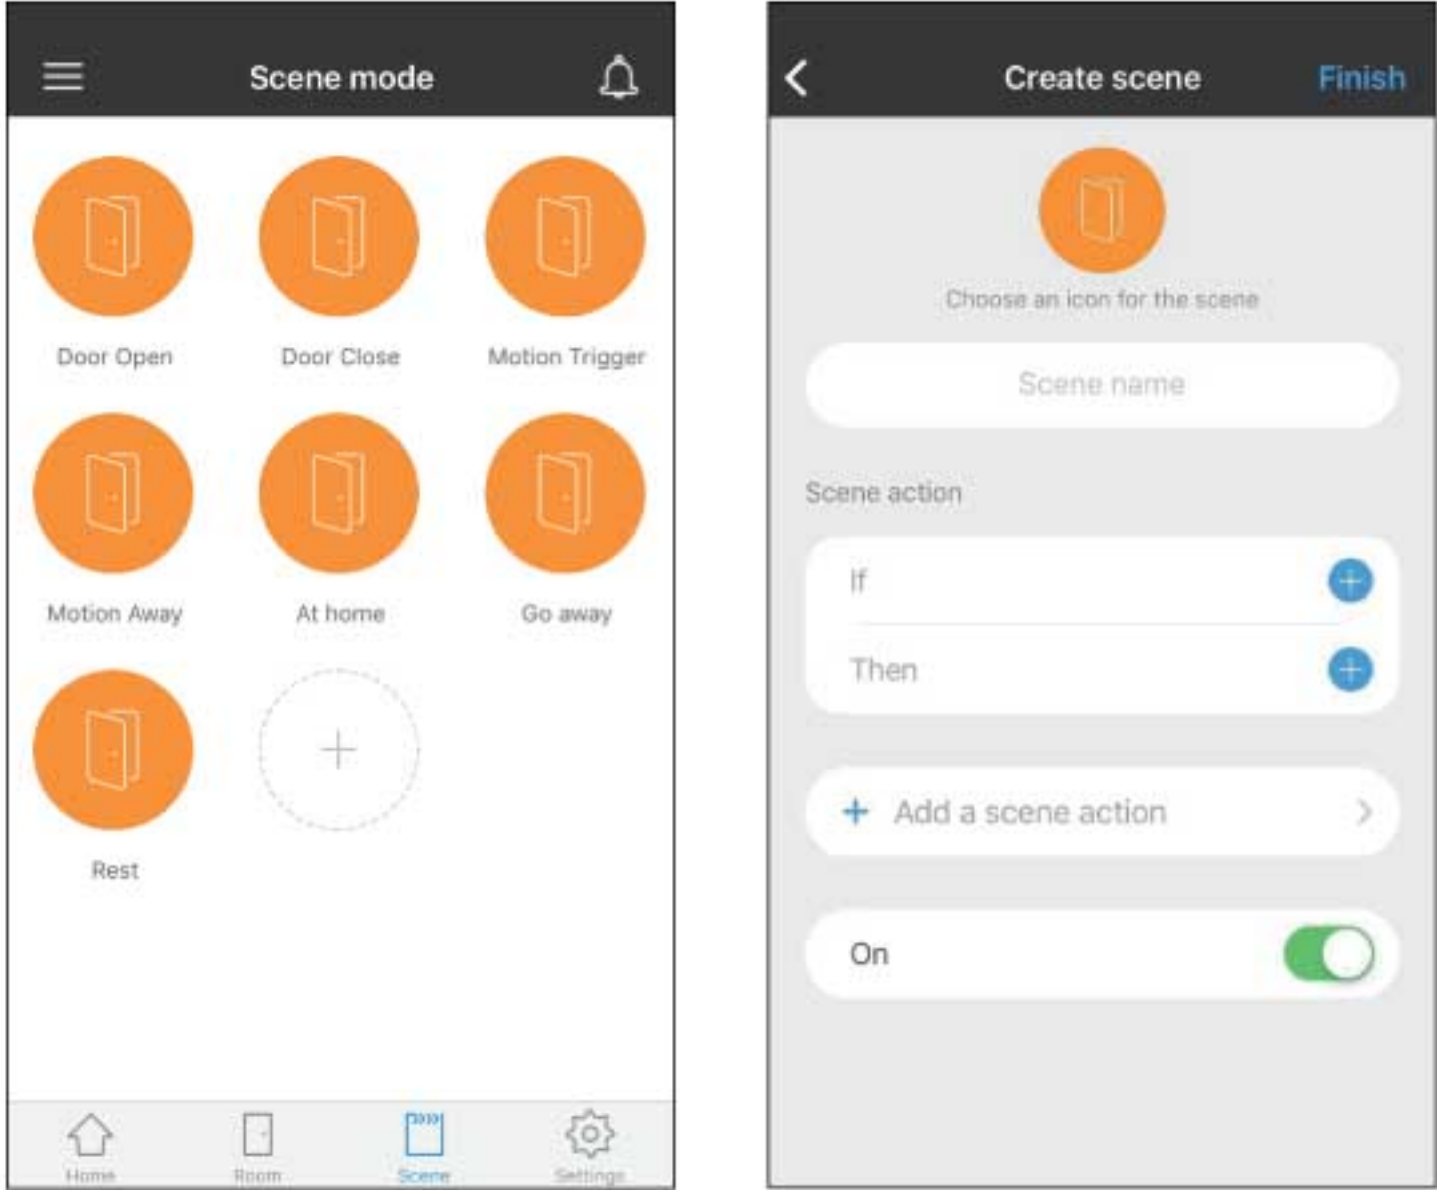 Scene mode
Door Open
Door Close
Motion Trigger
Motion Away
At home
Go away
Rest
Home
Room
Scene
Settings
Create scene
Finish
Choose an icon for the scene
Scene name
Scene action
If
Then
+ Add a scene action
On